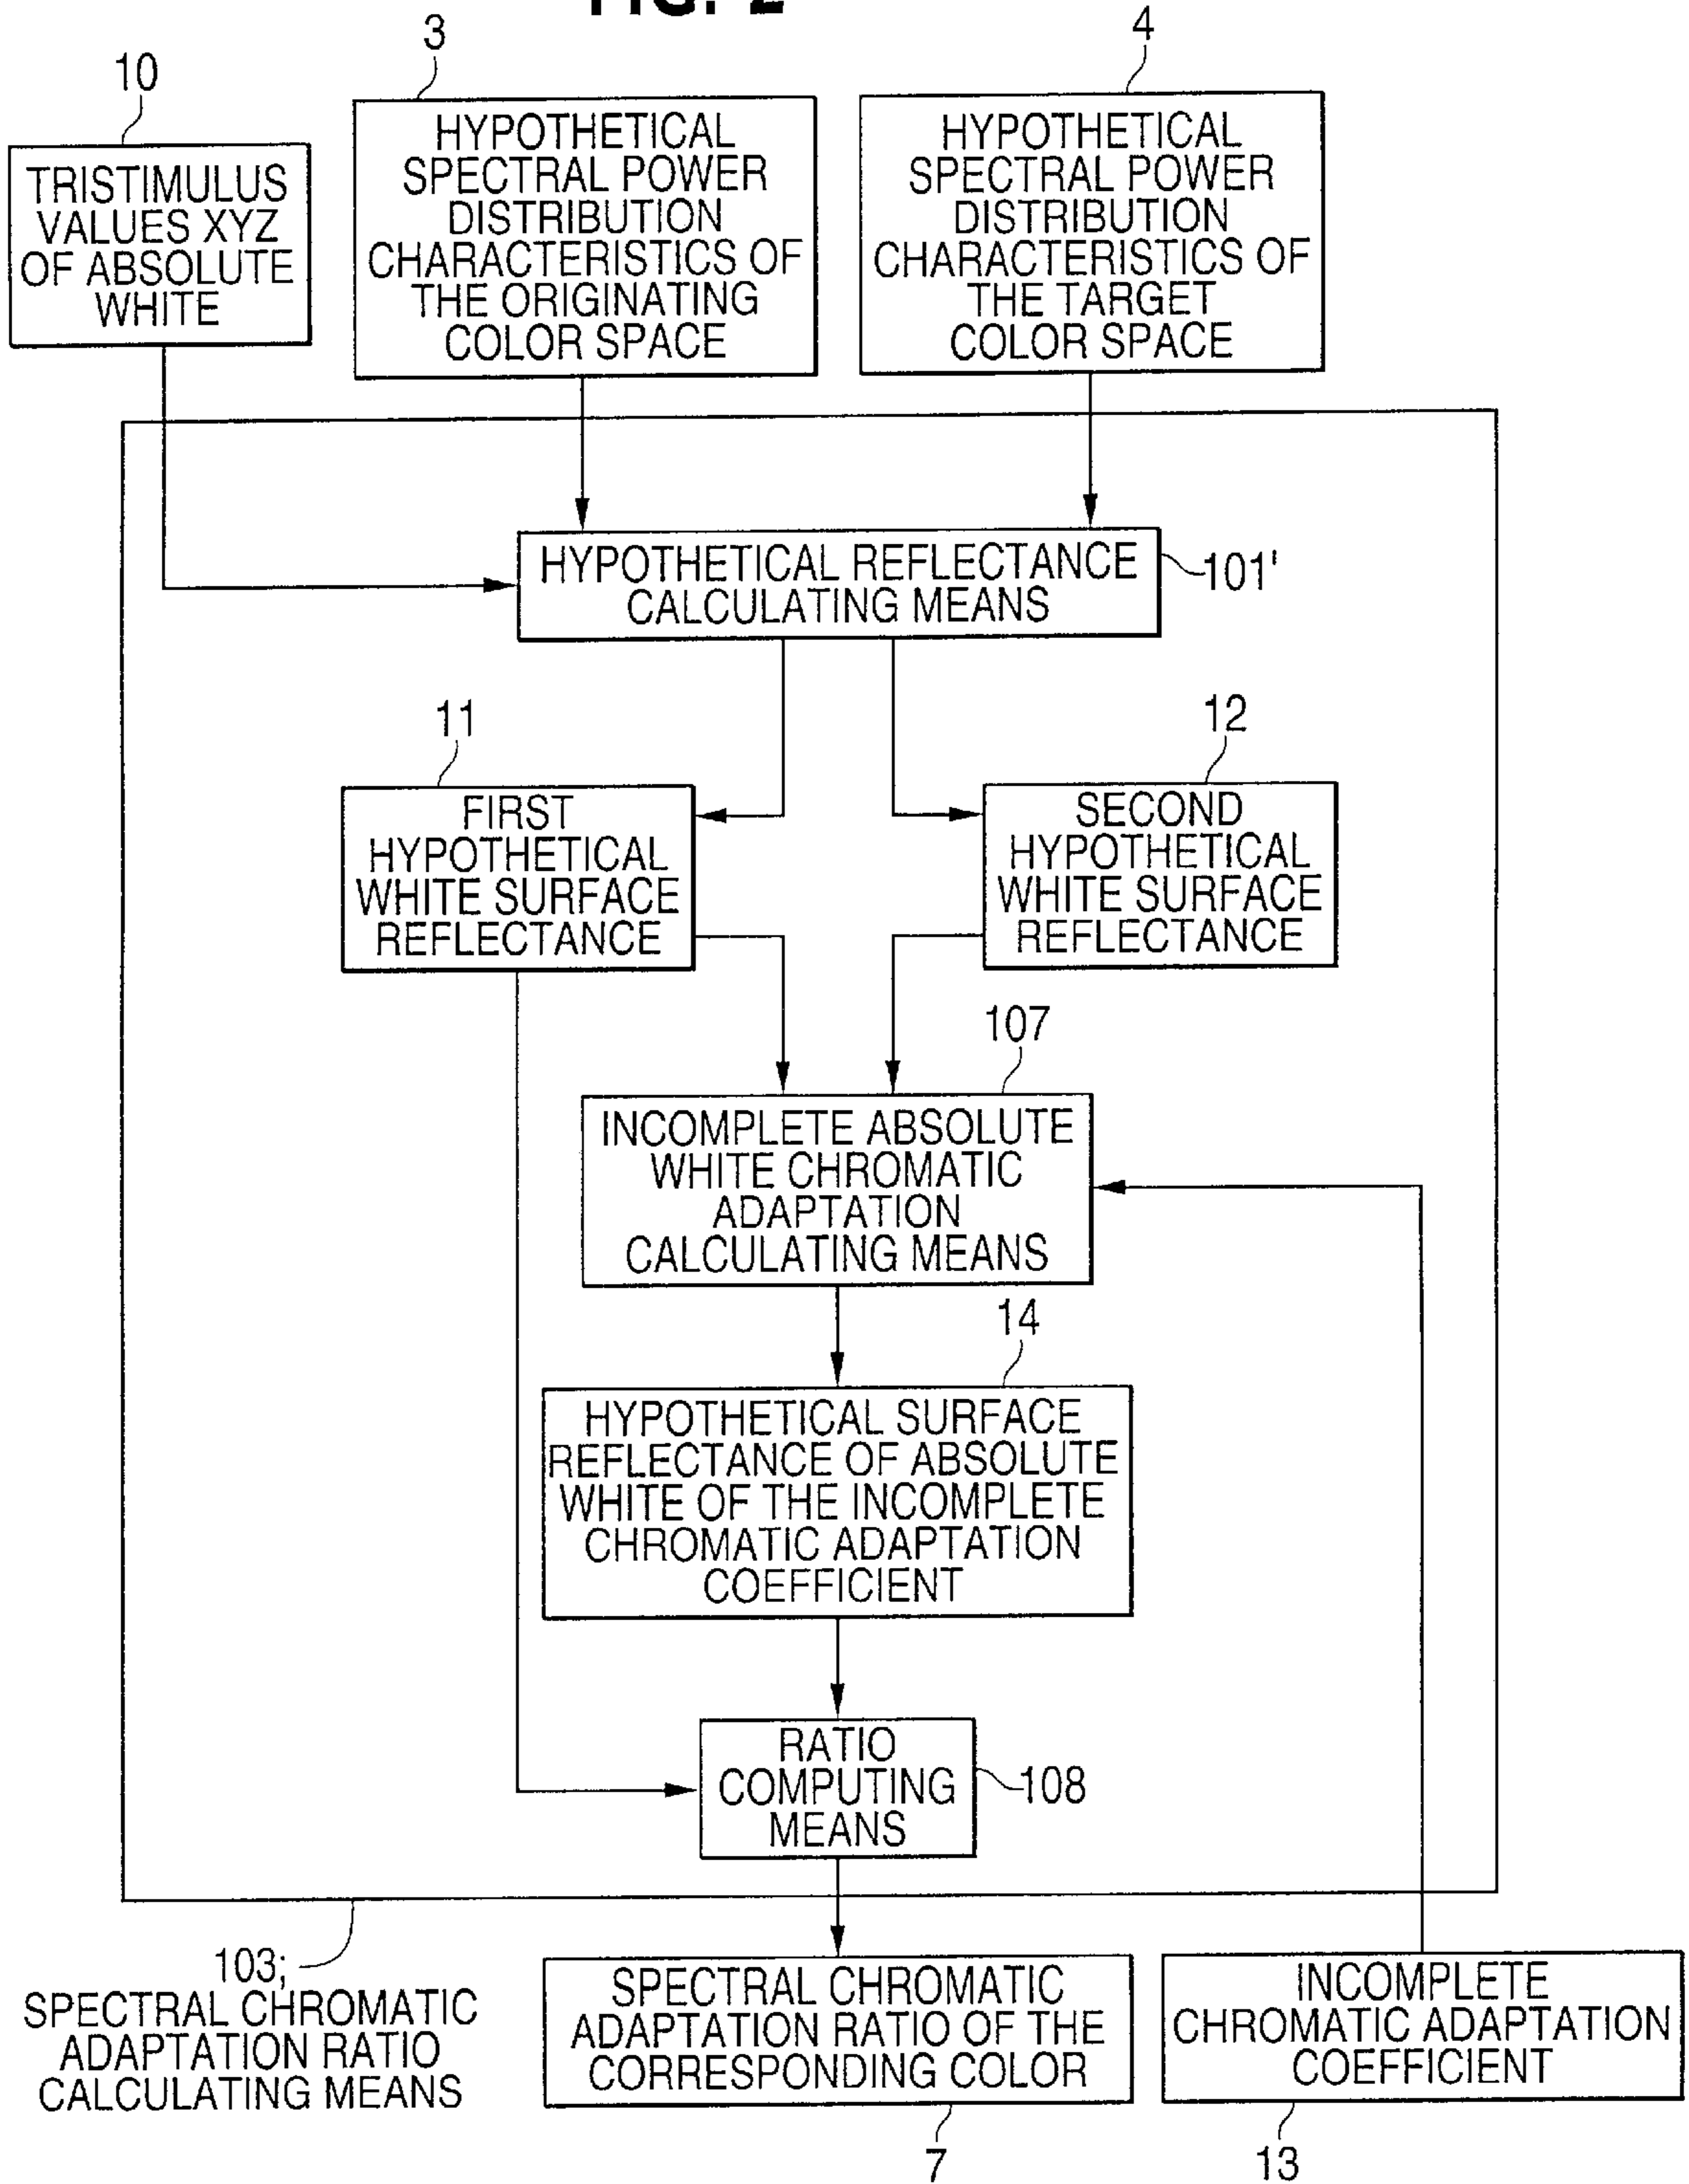 FIG. 2
3
4
10
HYPOTHETICAL
SPECTRAL POWER
DISTRIBUTION
CHARACTERISTICS OF
THE ORIGINATING
COLOR SPACE
HYPOTHETICAL
SPECTRAL POWER
DISTRIBUTION
CHARACTERISTICS OF
THE TARGET
COLOR SPACE
TRISTIMULUS
VALUES XYZ
OF ABSOLUTE
WHITE
HYPOTHETICAL REFLECTANCE
CALCULATING MEANS
101'
11
12
FIRST
HYPOTHETICAL
WHITE SURFACE
REFLECTANCE
SECOND
HYPOTHETICAL
WHITE SURFACE
REFLECTANCE
107
INCOMPLETE ABSOLUTE
WHITE CHROMATIC
ADAPTATION
CALCULATING MEANS
14
HYPOTHETICAL SURFACE
REFLECTANCE OF ABSOLUTE
WHITE OF THE INCOMPLETE
CHROMATIC ADAPTATION
COEFFICIENT
RATIO
COMPUTING
MEANS
108
103;
SPECTRAL CHROMATIC
ADAPTATION RATIO
CALCULATING MEANS
SPECTRAL CHROMATIC
ADAPTATION RATIO OF THE
CORRESPONDING COLOR
INCOMPLETE
CHROMATIC ADAPTATION
COEFFICIENT
7
13